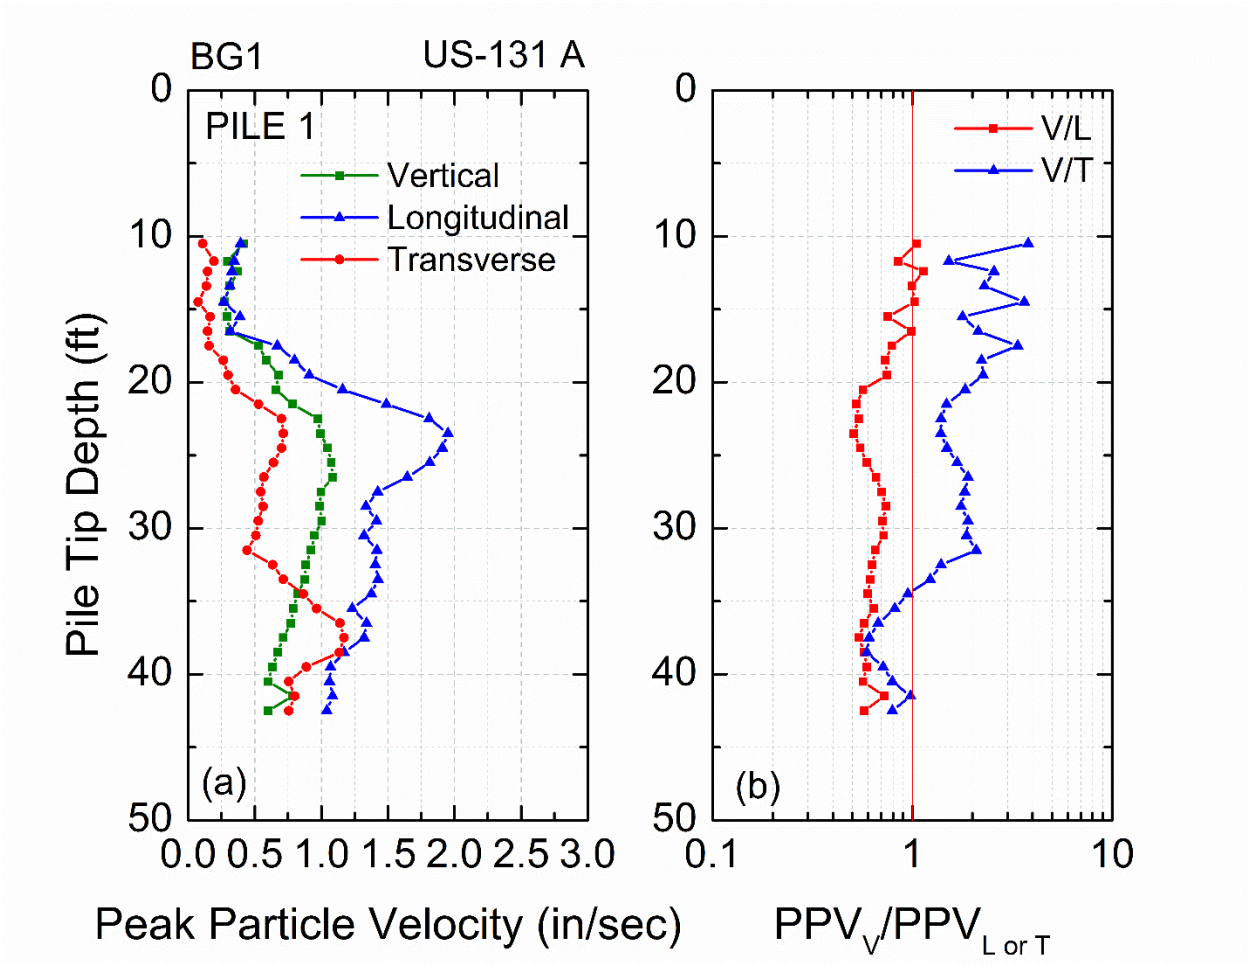 BG1 US-131 A
0
PILE 1
Vertical
Longitudinal
Transverse
10
20
30
40
50
(a)
0.0 0.5 1.0 1.5 2.0 2.5 3.0
Pile Tip Depth (ft)
Peak Particle Velocity (in/sec)
0
V/L
V/T
10
20
30
40
50
(b)
0.1 1 10
PPVV/PPVL or T